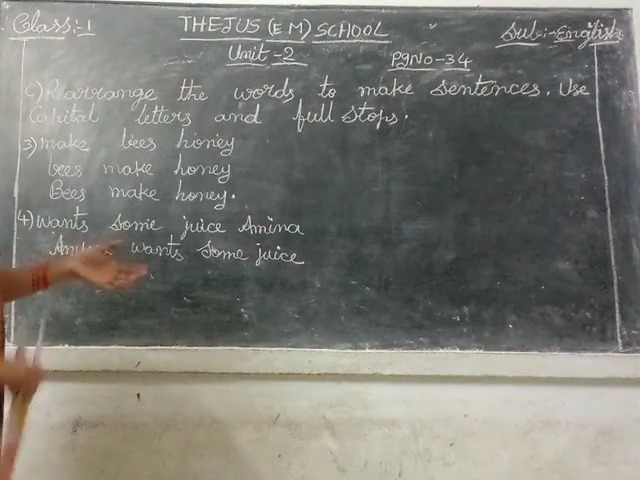 Class:-1
THEJUS (E M) SCHOOL
Sub:-English
Unit-2
PgNo-34
C) Rearrange the words to make sentences. Use
Capital letters and full stops.
3) make bees honey
bees make honey
Bees make honey.
4) wants some juice Amina
Amina wants some juice